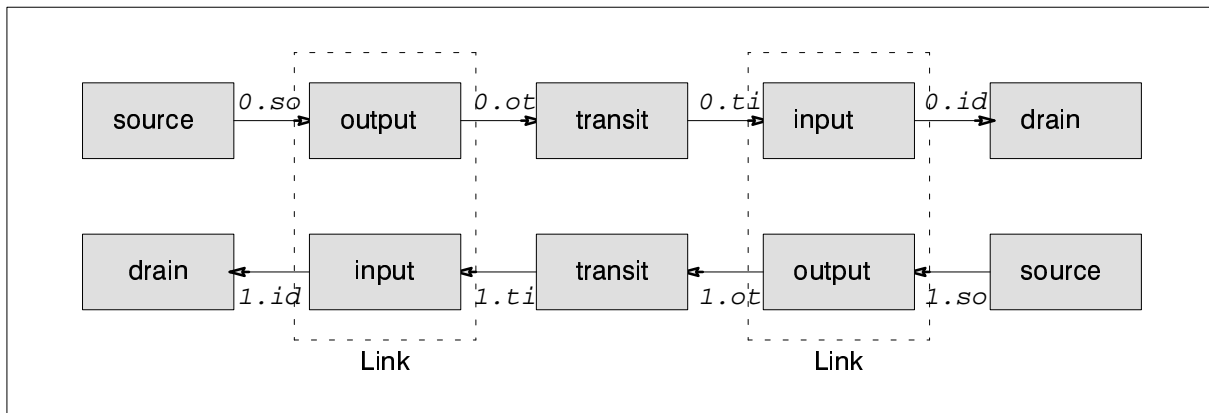 0.so 0.ot 0.ti 0.id
source output transit input drain
drain input transit output source
1.id 1.ti 1.ot 1.so
Link Link